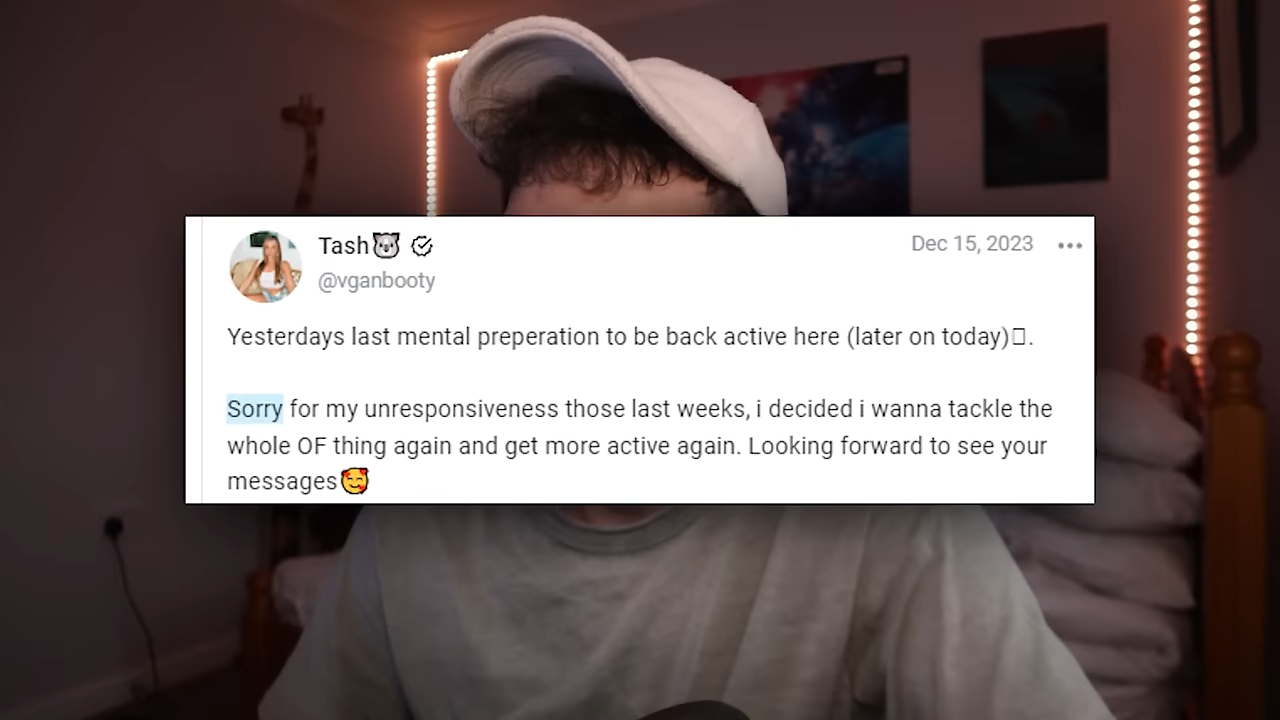 Tash🐨
Dec 15, 2023
@vganbooty
Yesterdays last mental preperation to be back active here (later on today)▯.
Sorry for my unresponsiveness those last weeks, i decided i wanna tackle the
whole OF thing again and get more active again. Looking forward to see your
messages🥰